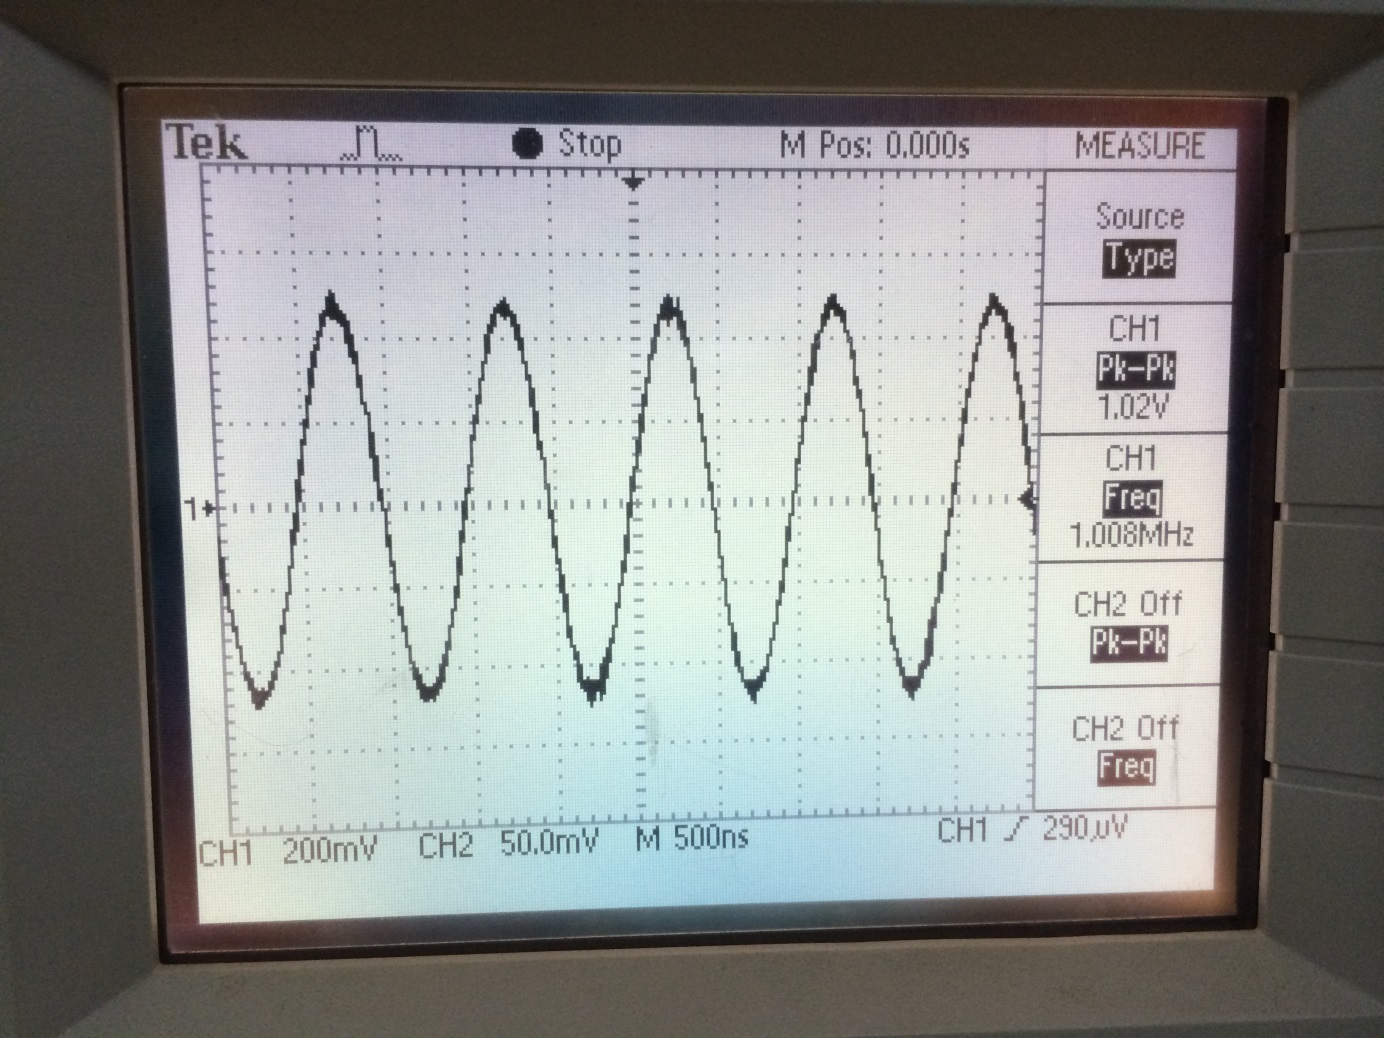 Tek Stop M Pos: 0.000s MEASURE
Source
Type
CH1
Pk-Pk
1.02V
CH1
Freq
1.008MHz
CH2 Off
Pk-Pk
CH2 Off
Freq
1
CH1 200mV CH2 50.0mV M 500ns CH1 290µV